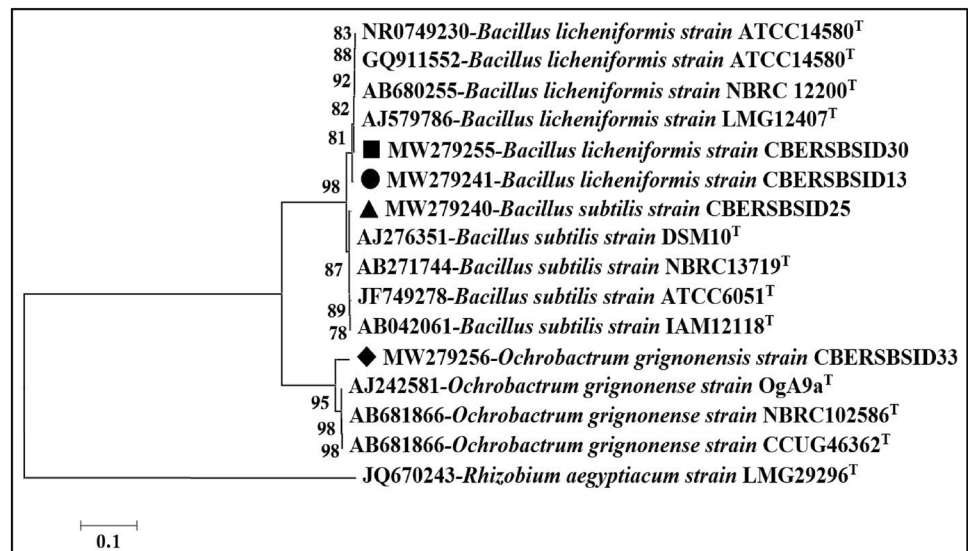 83 NR0749230-Bacillus licheniformis strain ATCC14580T
88 GQ911552-Bacillus licheniformis strain ATCC14580T
92 AB680255-Bacillus licheniformis strain NBRC 12200T
82 AJ579786-Bacillus licheniformis strain LMG12407T
81 MW279255-Bacillus licheniformis strain CBERSBSID30
98 MW279241-Bacillus licheniformis strain CBERSBSID13
MW279240-Bacillus subtilis strain CBERSBSID25
AJ276351-Bacillus subtilis strain DSM10T
87 AB271744-Bacillus subtilis strain NBRC13719T
89 JF749278-Bacillus subtilis strain ATCC6051T
78 AB042061-Bacillus subtilis strain IAM12118T
MW279256-Ochrobactrum grignonensis strain CBERSBSID33
95 AJ242581-Ochrobactrum grignonense strain OgA9aT
98 AB681866-Ochrobactrum grignonense strain NBRC102586T
98 AB681866-Ochrobactrum grignonense strain CCUG46362T
JQ670243-Rhizobium aegyptiacum strain LMG29296T
0.1